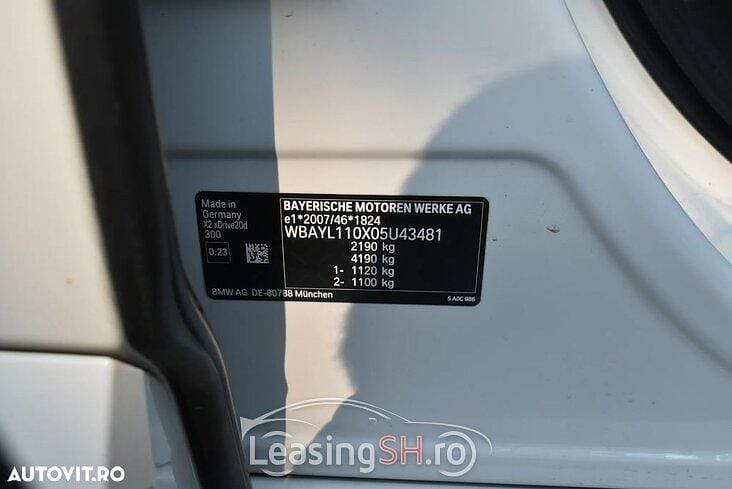 Made in
Germany
X2 xDrive20d
300
0.23
BAYERISCHE MOTOREN WERKE AG
e1*2007/46*1824
WBAYL110X05U43481
2190 kg
4190 kg
1- 1120 kg
2- 1100 kg
BMW AG·DE-80788 München
5 A0C 986
LeasingSH.ro
AUTOVIT.RO